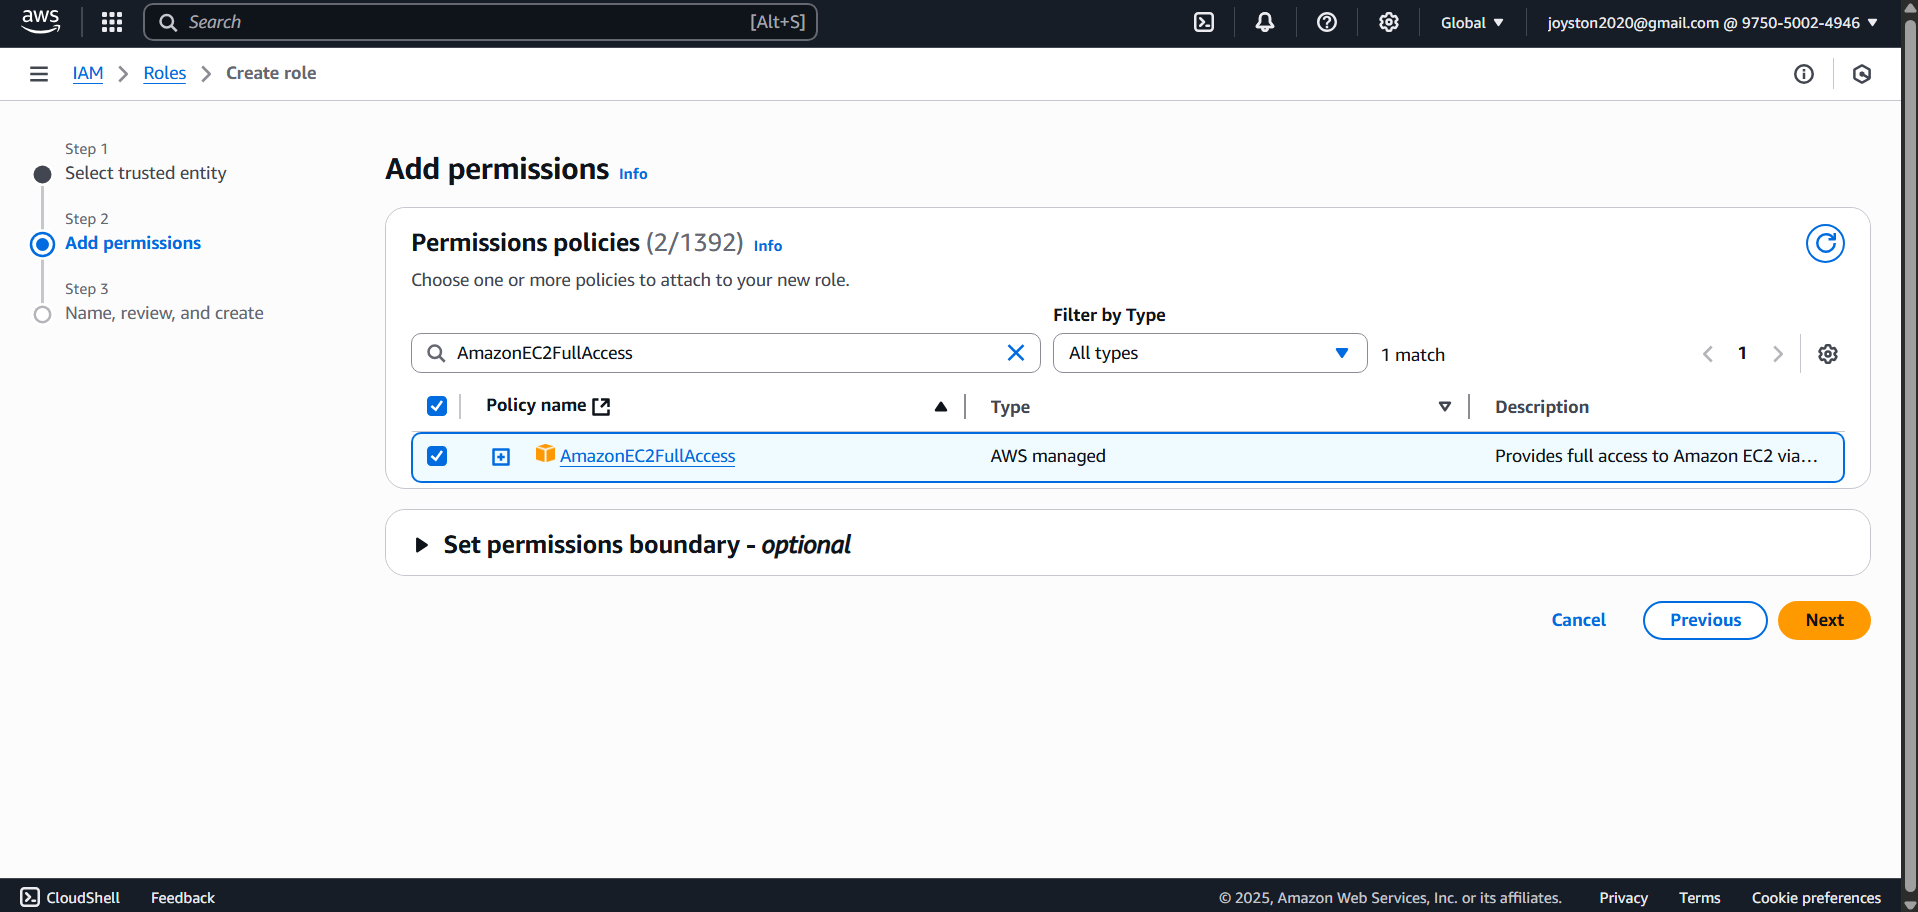 aws
Search [Alt+S]
Global
joyston2020@gmail.com @ 9750-5002-4946
IAM
Roles
Create role
Step 1
Select trusted entity
Step 2
Add permissions
Step 3
Name, review, and create
Add permissions Info
Permissions policies (2/1392) Info
Choose one or more policies to attach to your new role.
Filter by Type
AmazonEC2FullAccess
All types
1 match
1
Policy name
Type
Description
AmazonEC2FullAccess
AWS managed
Provides full access to Amazon EC2 via…
Set permissions boundary - optional
Cancel
Previous
Next
CloudShell
Feedback
© 2025, Amazon Web Services, Inc. or its affiliates.
Privacy
Terms
Cookie preferences